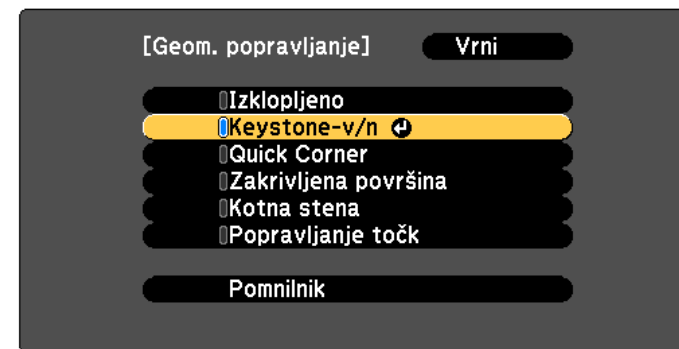 [Geom. popravljanje] Vrni
Izklopljeno
Keystone-v/n
Quick Corner
Zakrivljena površina
Kotna stena
Popravljanje točk
Pomnilnik